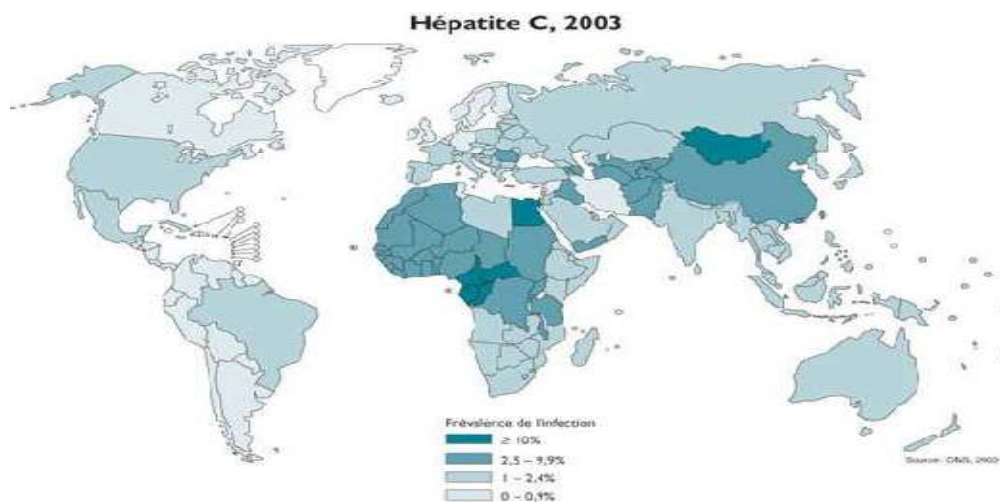 Hépatite C, 2003
Prévalence de l'infection
≥ 10%
2,5 – 9,9%
1 – 2,4%
0 – 0,9%
Source: OMS, 2003